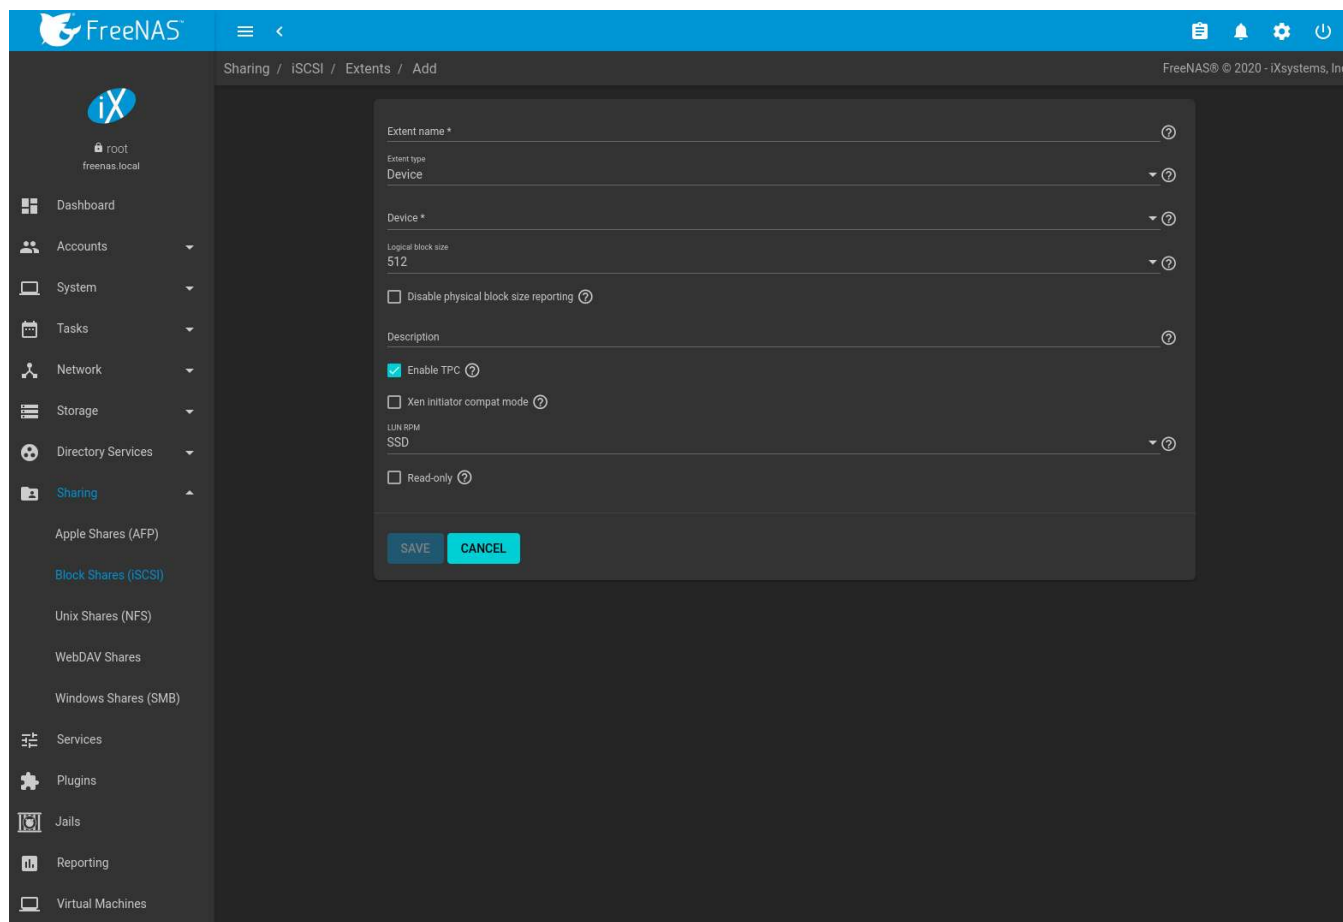 FreeNAS™
Sharing / iSCSI / Extents / Add
FreeNAS® © 2020 - iXsystems, Inc
iX
root
freenas.local
Dashboard
Accounts
System
Tasks
Network
Storage
Directory Services
Sharing
Apple Shares (AFP)
Block Shares (iSCSI)
Unix Shares (NFS)
WebDAV Shares
Windows Shares (SMB)
Services
Plugins
Jails
Reporting
Virtual Machines
Extent name *
Extent type
Device
Device *
Logical block size
512
Disable physical block size reporting
Description
Enable TPC
Xen initiator compat mode
LUN RPM
SSD
Read-only
SAVE CANCEL